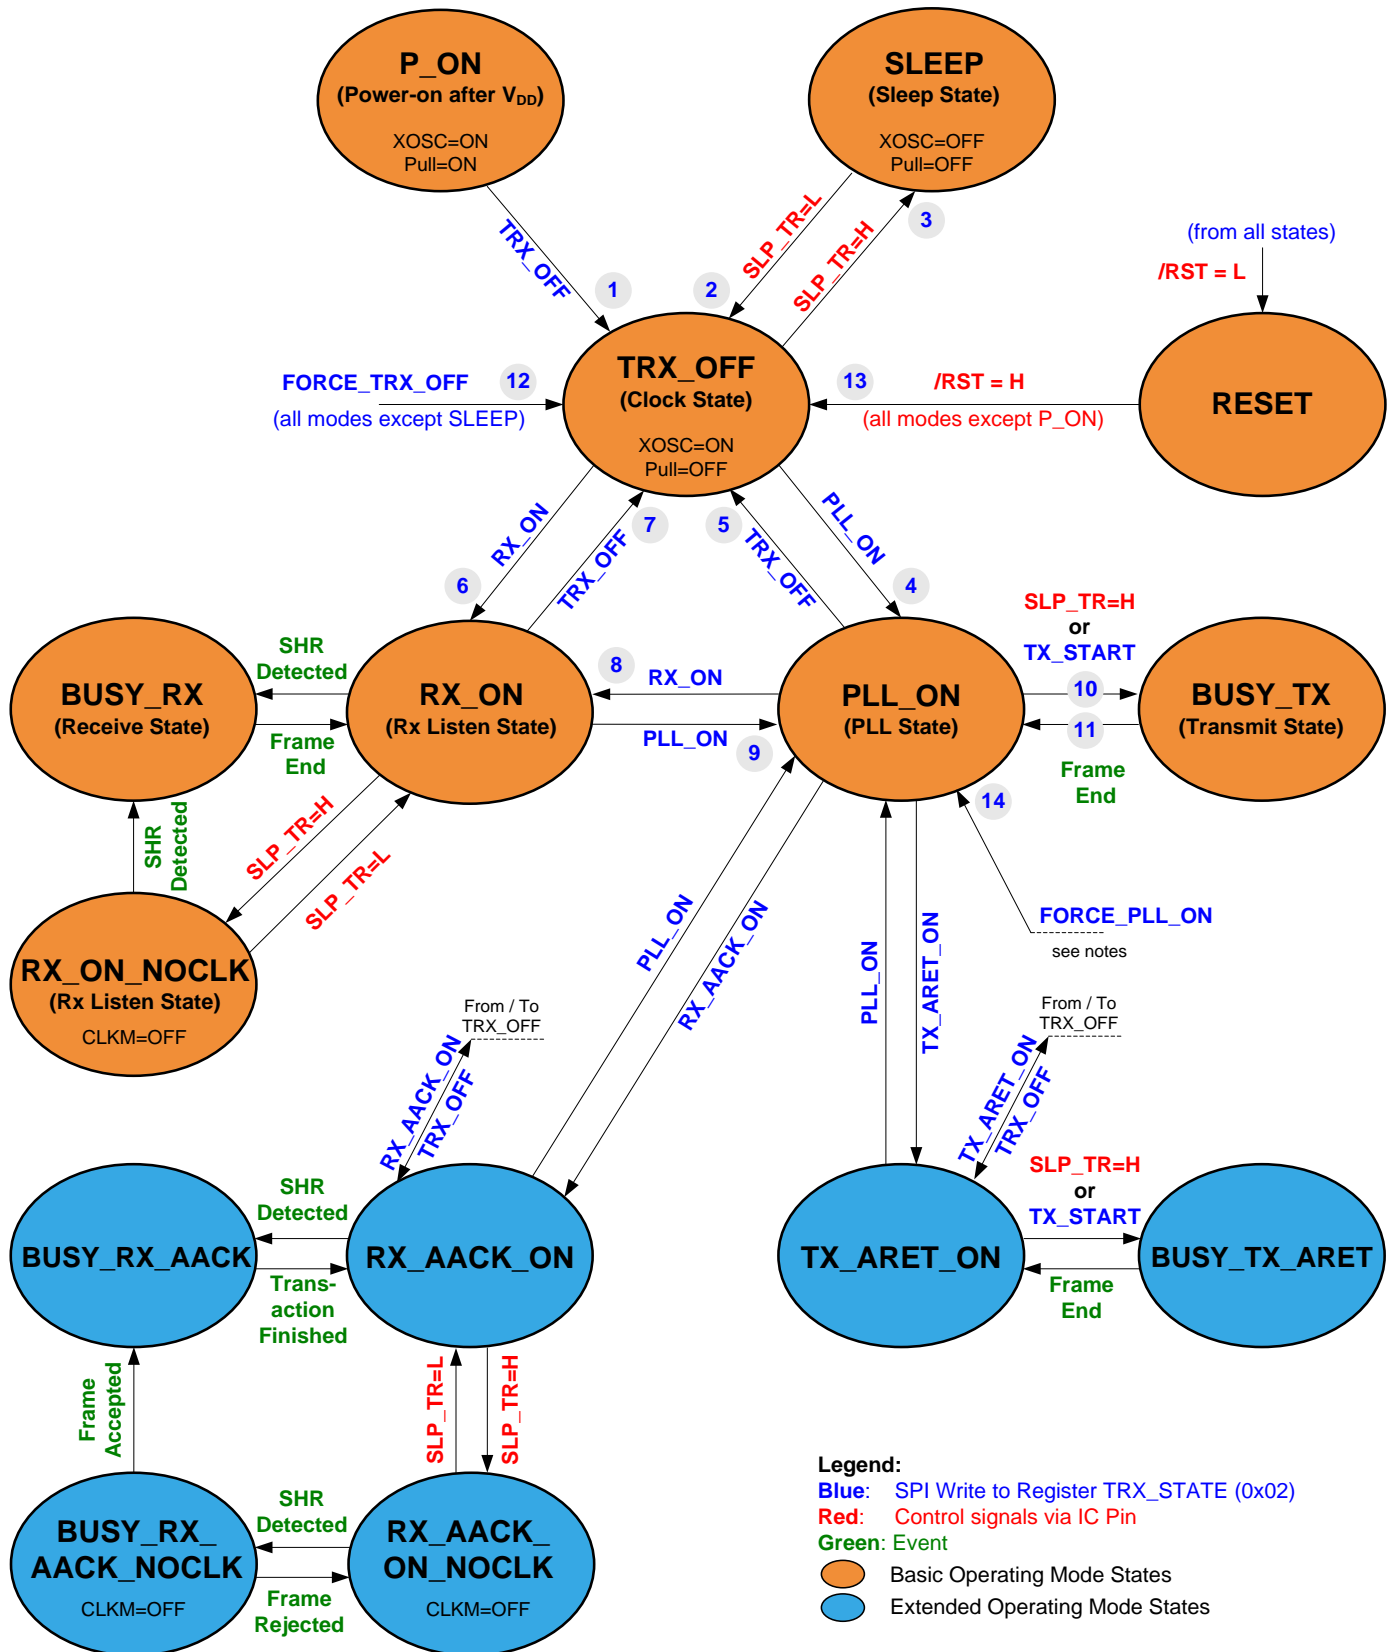 P_ON
(Power-on after VDD)
XOSC=ON
Pull=ON
SLEEP
(Sleep State)
XOSC=OFF
Pull=OFF
TRX_OFF
1
2
SLP_TR=L
SLP_TR=H
3
(from all states)
/RST = L
TRX_OFF
(Clock State)
XOSC=ON
Pull=OFF
FORCE_TRX_OFF
12
(all modes except SLEEP)
13
/RST = H
(all modes except P_ON)
RESET
RX_ON
6
7
TRX_OFF
5
TRX_OFF
PLL_ON
4
SLP_TR=H
or
TX_START
SHR
Detected
BUSY_RX
(Receive State)
Frame
End
RX_ON
(Rx Listen State)
8
RX_ON
PLL_ON
9
PLL_ON
(PLL State)
10
11
BUSY_TX
(Transmit State)
Frame
End
14
SHR
Detected
SLP_TR=H
SLP_TR=L
RX_ON_NOCLK
(Rx Listen State)
CLKM=OFF
PLL_ON
RX_AACK_ON
PLL_ON
TX_ARET_ON
FORCE_PLL_ON
see notes
From / To
TRX_OFF
RX_AACK_ON
TRX_OFF
From / To
TRX_OFF
TX_ARET_ON
TRX_OFF
SLP_TR=H
or
TX_START
SHR
Detected
BUSY_RX_AACK
Trans-
action
Finished
RX_AACK_ON
TX_ARET_ON
BUSY_TX_ARET
Frame
End
Frame
Accepted
SLP_TR=L
SLP_TR=H
BUSY_RX_
AACK_NOCLK
CLKM=OFF
SHR
Detected
Frame
Rejected
RX_AACK_
ON_NOCLK
CLKM=OFF
Legend:
Blue: SPI Write to Register TRX_STATE (0x02)
Red: Control signals via IC Pin
Green: Event
Basic Operating Mode States
Extended Operating Mode States